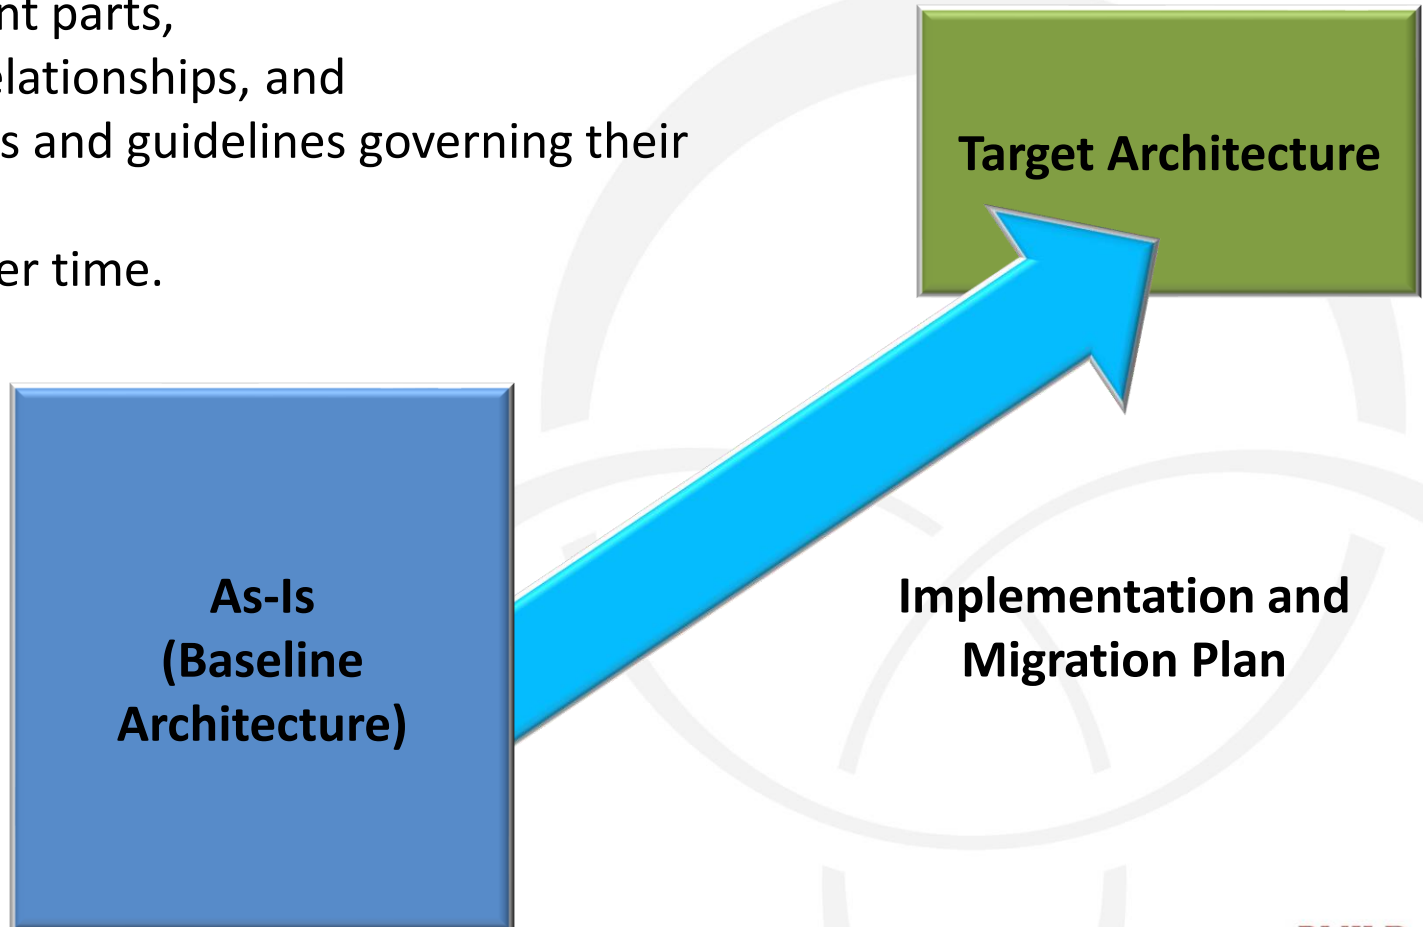 nt parts,
elationships, and
s and guidelines governing their
er time.
Target Architecture
As-Is
(Baseline
Architecture)
Implementation and
Migration Plan